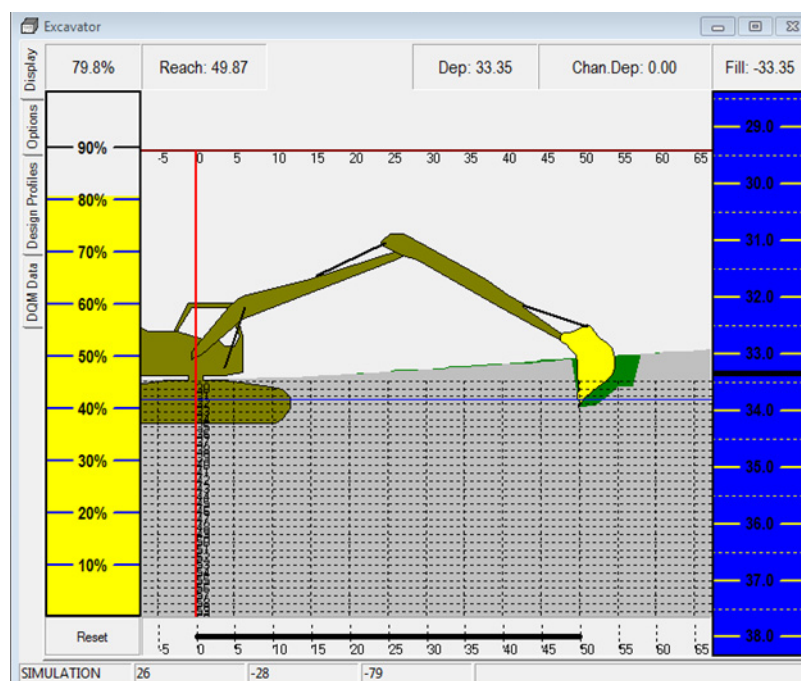 Excavator
Display
Options
Design Profiles
DQM Data
79.8%
Reach: 49.87
Dep: 33.35
Chan.Dep: 0.00
Fill: -33.35
90%
80%
70%
60%
50%
40%
30%
20%
10%
-5 0 5 10 15 20 25 30 35 40 45 50 55 60 65
29.0
30.0
31.0
32.0
33.0
34.0
35.0
36.0
37.0
38.0
Reset
-5 0 5 10 15 20 25 30 35 40 45 50 55 60 65
SIMULATION 26 -28 -79